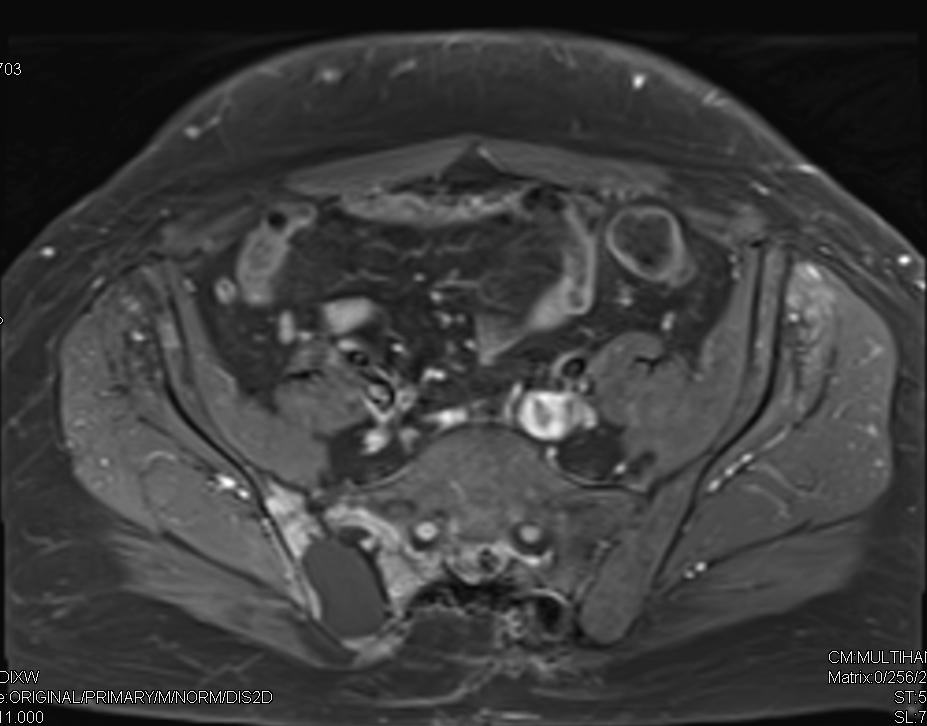 703
DIXW
e:ORIGINAL/PRIMARY/M/NORM/DIS2D
11.000
CM:MULTIHAN
Matrix:0/256/2
ST:5
SL:7